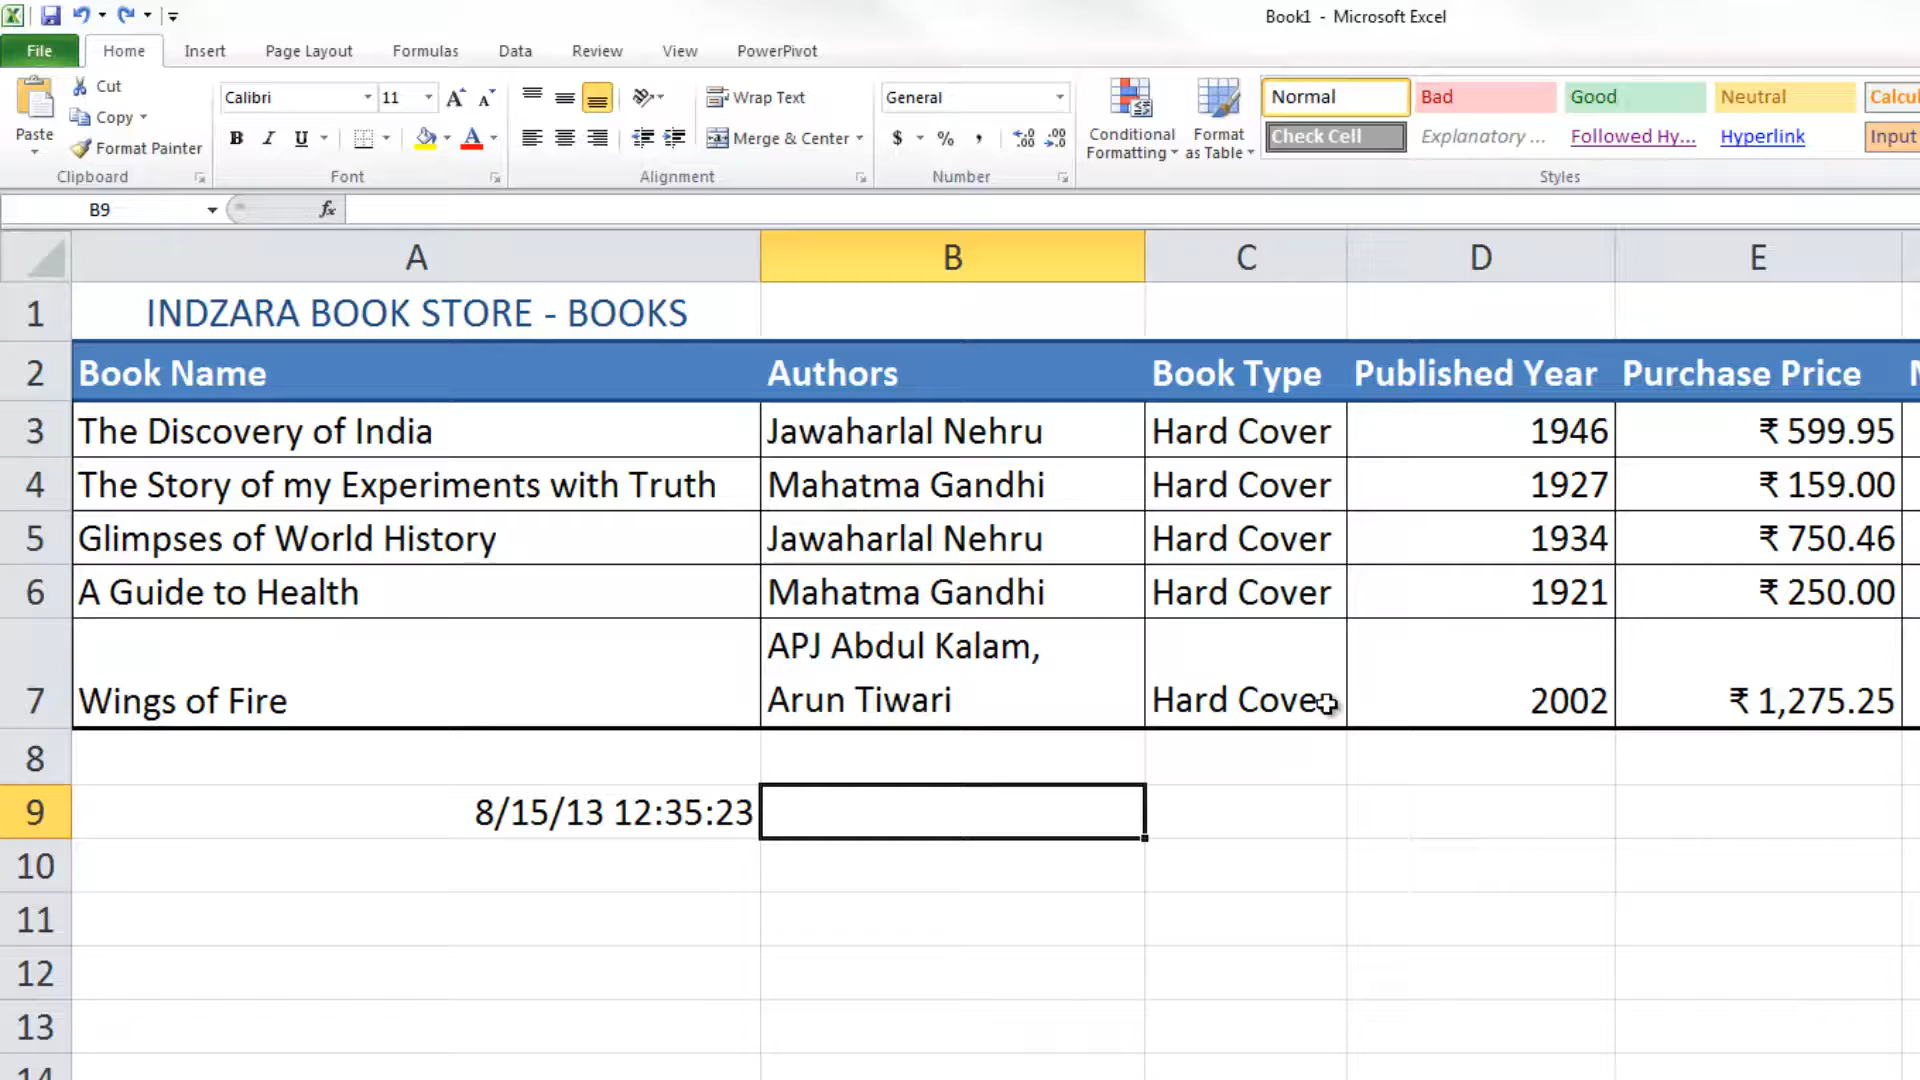 Book1 - Microsoft Excel
File Home Insert Page Layout Formulas Data Review View PowerPivot
Paste
Cut
Copy
Format Painter
Clipboard
Calibri 11
B I U
Font
Wrap Text
Merge & Center
Alignment
General
$ % ,
Number
Conditional Formatting
Format as Table
Normal Bad Good Neutral
Check Cell Explanatory ... Followed Hy... Hyperlink Input
Styles
B9 fx
A B C D E
1 INDZARA BOOK STORE - BOOKS
2 Book Name Authors Book Type Published Year Purchase Price
3 The Discovery of India Jawaharlal Nehru Hard Cover 1946 ₹ 599.95
4 The Story of my Experiments with Truth Mahatma Gandhi Hard Cover 1927 ₹ 159.00
5 Glimpses of World History Jawaharlal Nehru Hard Cover 1934 ₹ 750.46
6 A Guide to Health Mahatma Gandhi Hard Cover 1921 ₹ 250.00
APJ Abdul Kalam,
7 Wings of Fire Arun Tiwari Hard Cover 2002 ₹ 1,275.25
8
9 8/15/13 12:35:23
10
11
12
13
14